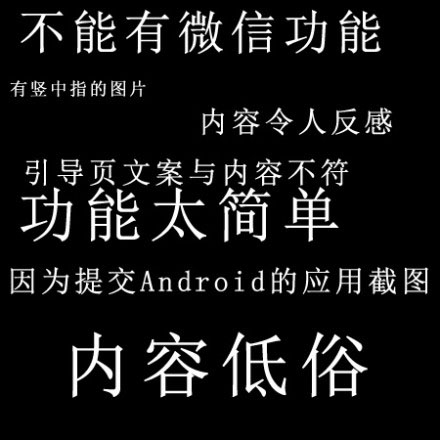 不能有微信功能
有竖中指的图片
内容令人反感
引导页文案与内容不符
功能太简单
因为提交Android的应用截图
内容低俗